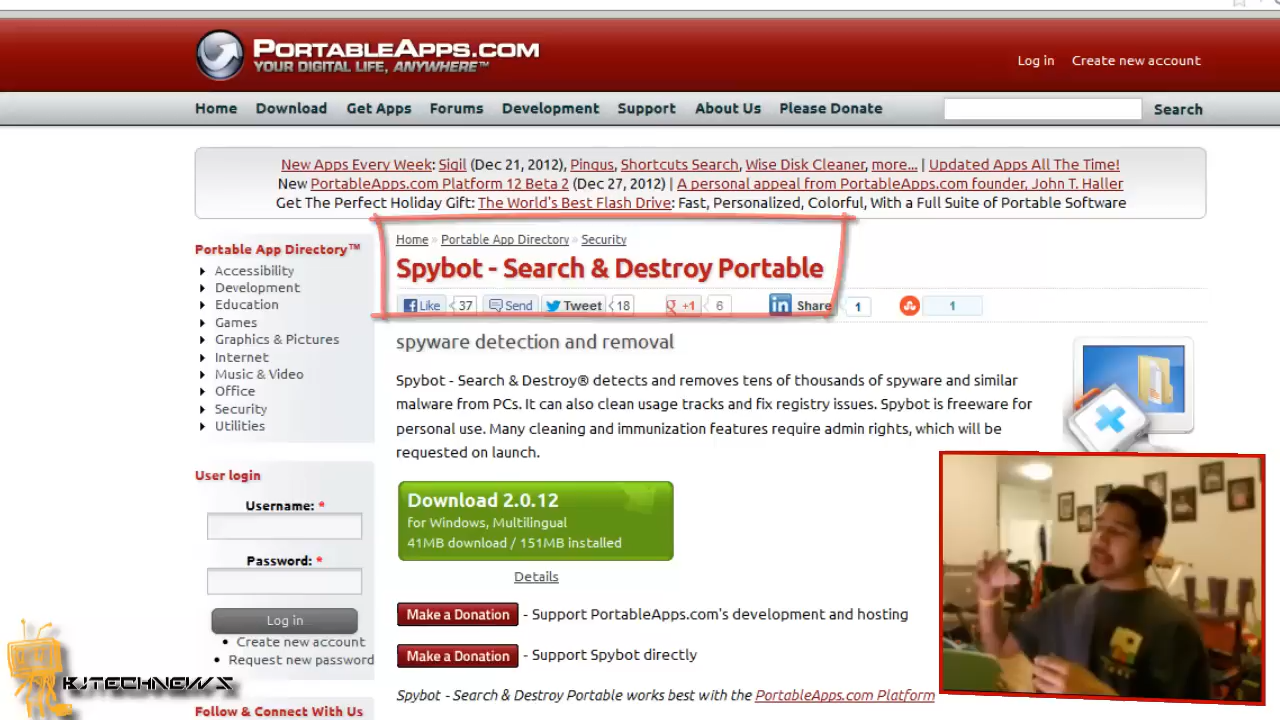 PORTABLEAPPS.COM
YOUR DIGITAL LIFE, ANYWHERE™
Log in Create new account
Home Download Get Apps Forums Development Support About Us Please Donate Search
New Apps Every Week: Sigil (Dec 21, 2012), Pingus, Shortcuts Search, Wise Disk Cleaner, more... | Updated Apps All The Time!
New PortableApps.com Platform 12 Beta 2 (Dec 27, 2012) | A personal appeal from PortableApps.com founder, John T. Haller
Get The Perfect Holiday Gift: The World's Best Flash Drive: Fast, Personalized, Colorful, With a Full Suite of Portable Software
Portable App Directory™
Accessibility
Development
Education
Games
Graphics & Pictures
Internet
Music & Video
Office
Security
Utilities
User login
Username: *
Password: *
Log in
Create new account
Request new password
Follow & Connect With Us
Home » Portable App Directory » Security
Spybot - Search & Destroy Portable
Like 37 Send Tweet 18 +1 6 in Share 1 1
spyware detection and removal
Spybot - Search & Destroy® detects and removes tens of thousands of spyware and similar
malware from PCs. It can also clean usage tracks and fix registry issues. Spybot is freeware for
personal use. Many cleaning and immunization features require admin rights, which will be
requested on launch.
Download 2.0.12
for Windows, Multilingual
41MB download / 151MB installed
Details
Make a Donation - Support PortableApps.com's development and hosting
Make a Donation - Support Spybot directly
Spybot - Search & Destroy Portable works best with the PortableApps.com Platform
KJTECHNEWS